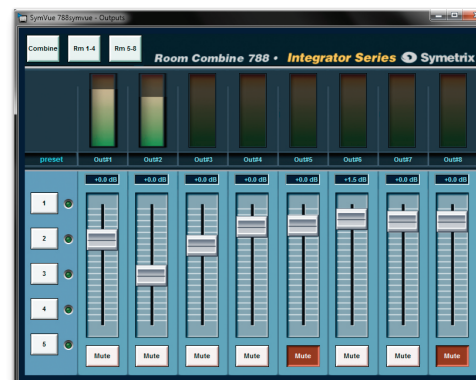 SymVue 788symvue - Outputs
Combine Rm 1-4 Rm 5-8
Room Combine 788 • Integrator Series Symetrix
preset Out#1 Out#2 Out#3 Out#4 Out#5 Out#6 Out#7 Out#8
+0.0 dB +0.0 dB +0.0 dB +0.0 dB +0.0 dB +1.5 dB +0.0 dB +0.0 dB
1
2
3
4
5 Mute Mute Mute Mute Mute Mute Mute Mute